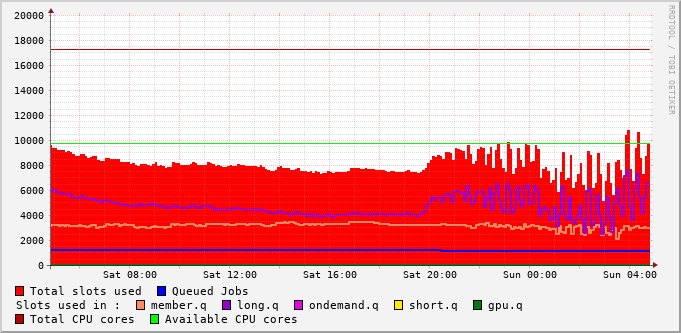 20000
18000
16000
14000
12000
10000
8000
6000
4000
2000
0
Sat 08:00 Sat 12:00 Sat 16:00 Sat 20:00 Sun 00:00 Sun 04:00
RRDTOOL / TOBI OETIKER
Total slots used Queued Jobs
Slots used in : member.q long.q ondemand.q short.q gpu.q
Total CPU cores Available CPU cores